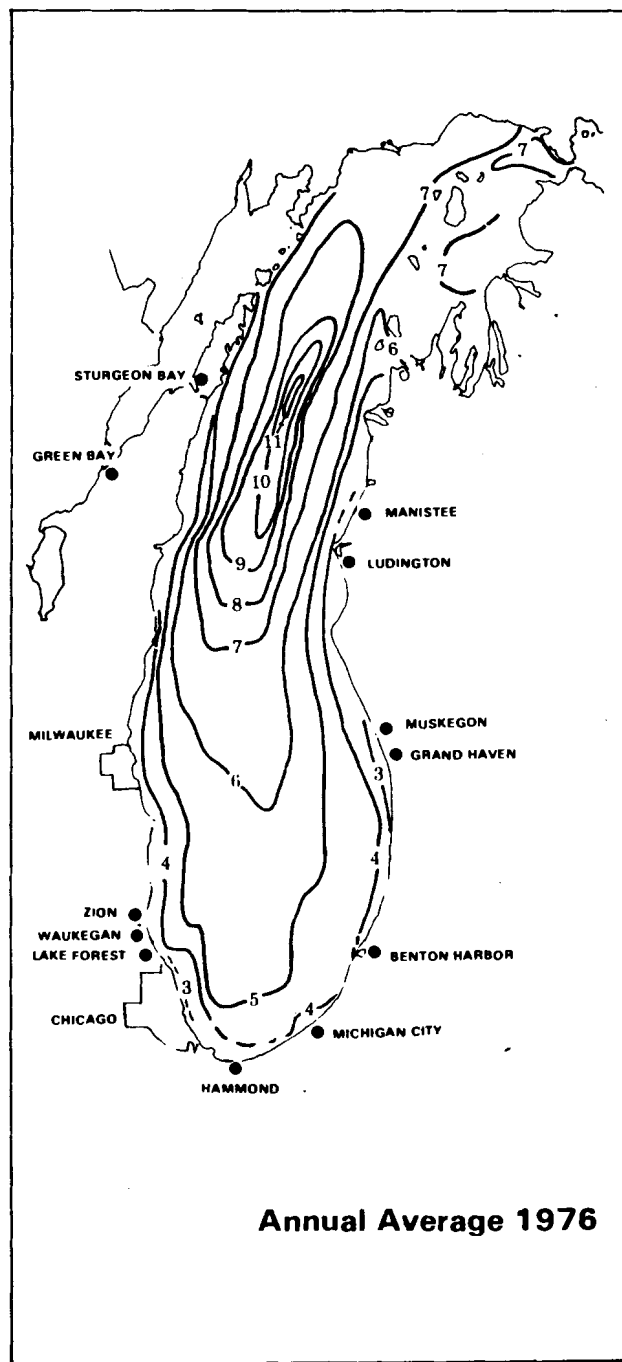 7
7
7
6
STURGEON BAY
11
GREEN BAY
10
MANISTEE
9
LUDINGTON
8
7
MUSKEGON
MILWAUKEE
GRAND HAVEN
6
3
4
4
ZION
WAUKEGAN
LAKE FOREST
BENTON HARBOR
3
5
4
CHICAGO
MICHIGAN CITY
HAMMOND
Annual Average 1976